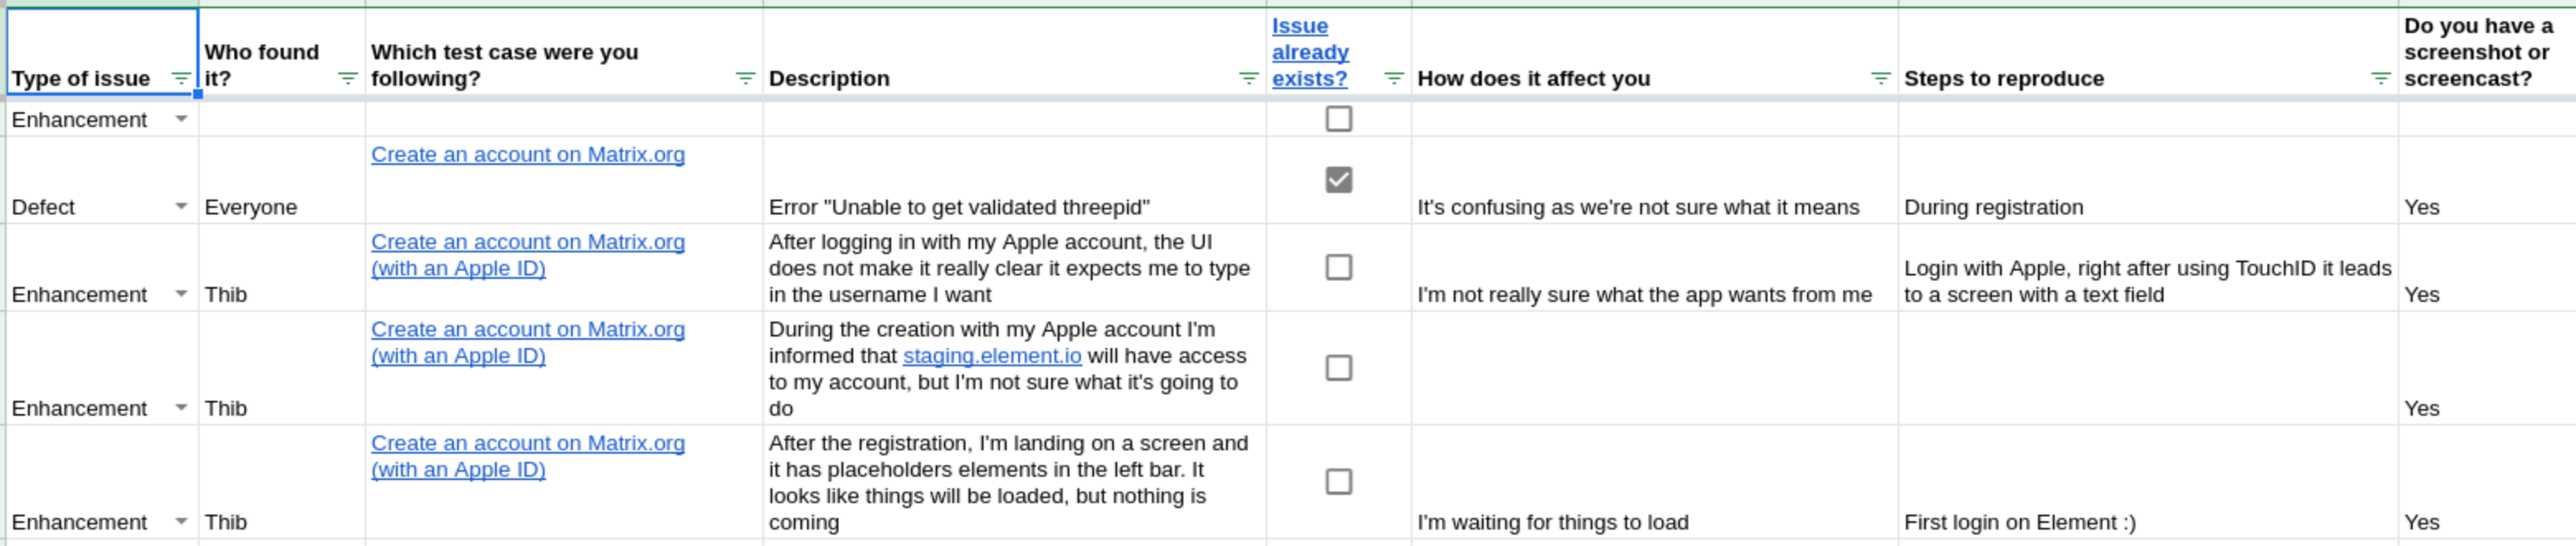 Type of issue
Who found
it?
Which test case were you
following?
Description
Issue
already
exists?
How does it affect you
Steps to reproduce
Do you have a
screenshot or
screencast?
Enhancement
Defect
Everyone
Create an account on Matrix.org
Error "Unable to get validated threepid"
It's confusing as we're not sure what it means
During registration
Yes
Enhancement
Thib
Create an account on Matrix.org
(with an Apple ID)
After logging in with my Apple account, the UI
does not make it really clear it expects me to type
in the username I want
I'm not really sure what the app wants from me
Login with Apple, right after using TouchID it leads
to a screen with a text field
Yes
Enhancement
Thib
Create an account on Matrix.org
(with an Apple ID)
During the creation with my Apple account I'm
informed that staging.element.io will have access
to my account, but I'm not sure what it's going to
do
Yes
Enhancement
Thib
Create an account on Matrix.org
(with an Apple ID)
After the registration, I'm landing on a screen and
it has placeholders elements in the left bar. It
looks like things will be loaded, but nothing is
coming
I'm waiting for things to load
First login on Element :)
Yes